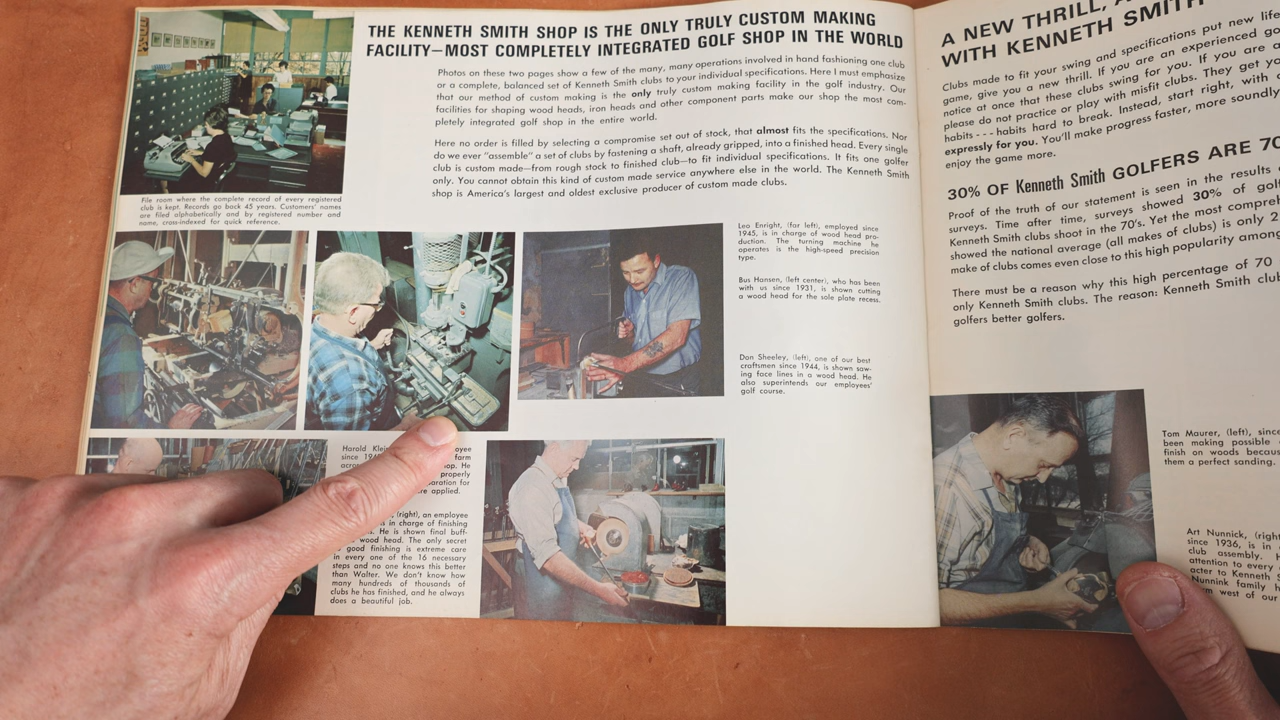 THE KENNETH SMITH SHOP IS THE ONLY TRULY CUSTOM MAKING
FACILITY—MOST COMPLETELY INTEGRATED GOLF SHOP IN THE WORLD
Photos on these two pages show a few of the many, many operations involved in hand fashioning one club
or a complete, balanced set of Kenneth Smith clubs to your individual specifications. Here I must emphasize
that our method of custom making is the only truly custom making facility in the golf industry. Our
facilities for shaping wood heads, iron heads and other component parts make our shop the most com-
pletely integrated golf shop in the entire world.
Here no order is filled by selecting a compromise set out of stock, that almost fits the specifications. Nor
do we ever "assemble" a set of clubs by fastening a shaft, already gripped, into a finished head. Every single
club is custom made—from rough stock to finished club—to fit individual specifications. It fits one golfer
only. You cannot obtain this kind of custom made service anywhere else in the world. The Kenneth Smith
shop is America's largest and oldest exclusive producer of custom made clubs.
File room where the complete record of every registered
club is kept. Records go back 45 years. Customers' names
are filed alphabetically and by registered number and
name, cross-indexed for quick reference.
Leo Enright, (far left), employed since
1945, is in charge of wood head pro-
duction. The turning machine he
operates is the high-speed precision
type.
Bus Hansen, (left center), who has been
with us since 1931, is shown cutting
a wood head for the sole plate recess.
Don Sheeley, (left), one of our best
craftsmen since 1944, is shown saw-
ing face lines in a wood head. He
also superintends our employees'
golf course.
Harold
since
shop. He
properly
for
are applied.
(right), an employee
is in charge of finishing
He is shown final buff-
wood head. The only secret
good finishing is extreme care
in every one of the 16 necessary
steps and no one knows this better
than Walter. We don't know how
many hundreds of thousands of
clubs he has finished, and he always
does a beautiful job.
A NEW THRILL,
WITH KENNETH SMITH
Clubs made to fit your swing and specifications put new life
game, give you a new thrill. If you are an experienced
notice at once that these clubs swing for you. If you are a
please do not practice or play with misfit clubs. They get
habits - - - habits hard to break. Instead, start right, with
expressly for you. You'll make progress faster, more soundly
enjoy the game more.
30% OF Kenneth Smith GOLFERS ARE
Proof of the truth of our statement is seen in the results
surveys. Time after time, surveys showed 30% of
Kenneth Smith clubs shoot in the 70's. Yet the most
showed the national average (all makes of clubs) is only
make of clubs comes even close to this high popularity among
There must be a reason why this high percentage of 70
only Kenneth Smith clubs. The reason: Kenneth Smith
golfers better golfers.
Tom Maurer, (left),
been making possible
finish on woods
them a perfect sanding.
Art Nunnick,
since 1936, is in
club assembly.
attention to every
to Kenneth
Nunnink family
west of our